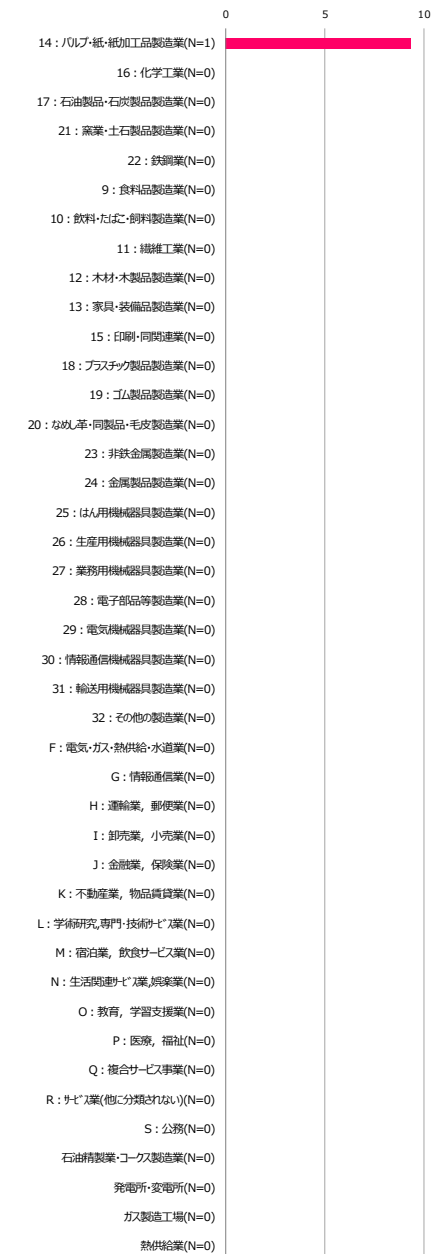 0 5 10
14：パルプ・紙・紙加工品製造業(N=1)
16：化学工業(N=0)
17：石油製品・石炭製品製造業(N=0)
21：窯業・土石製品製造業(N=0)
22：鉄鋼業(N=0)
9：食料品製造業(N=0)
10：飲料・たばこ・飼料製造業(N=0)
11：繊維工業(N=0)
12：木材・木製品製造業(N=0)
13：家具・装備品製造業(N=0)
15：印刷・同関連業(N=0)
18：プラスチック製品製造業(N=0)
19：ゴム製品製造業(N=0)
20：なめし革・同製品・毛皮製造業(N=0)
23：非鉄金属製造業(N=0)
24：金属製品製造業(N=0)
25：はん用機械器具製造業(N=0)
26：生産用機械器具製造業(N=0)
27：業務用機械器具製造業(N=0)
28：電子部品等製造業(N=0)
29：電気機械器具製造業(N=0)
30：情報通信機械器具製造業(N=0)
31：輸送用機械器具製造業(N=0)
32：その他の製造業(N=0)
F：電気・ガス・熱供給・水道業(N=0)
G：情報通信業(N=0)
H：運輸業，郵便業(N=0)
I：卸売業，小売業(N=0)
J：金融業，保険業(N=0)
K：不動産業，物品賃貸業(N=0)
L：学術研究,専門・技術サービス業(N=0)
M：宿泊業，飲食サービス業(N=0)
N：生活関連サービス業,娯楽業(N=0)
O：教育，学習支援業(N=0)
P：医療，福祉(N=0)
Q：複合サービス事業(N=0)
R：サービス業(他に分類されない)(N=0)
S：公務(N=0)
石油精製業・コークス製造業(N=0)
発電所・変電所(N=0)
ガス製造工場(N=0)
熱供給業(N=0)